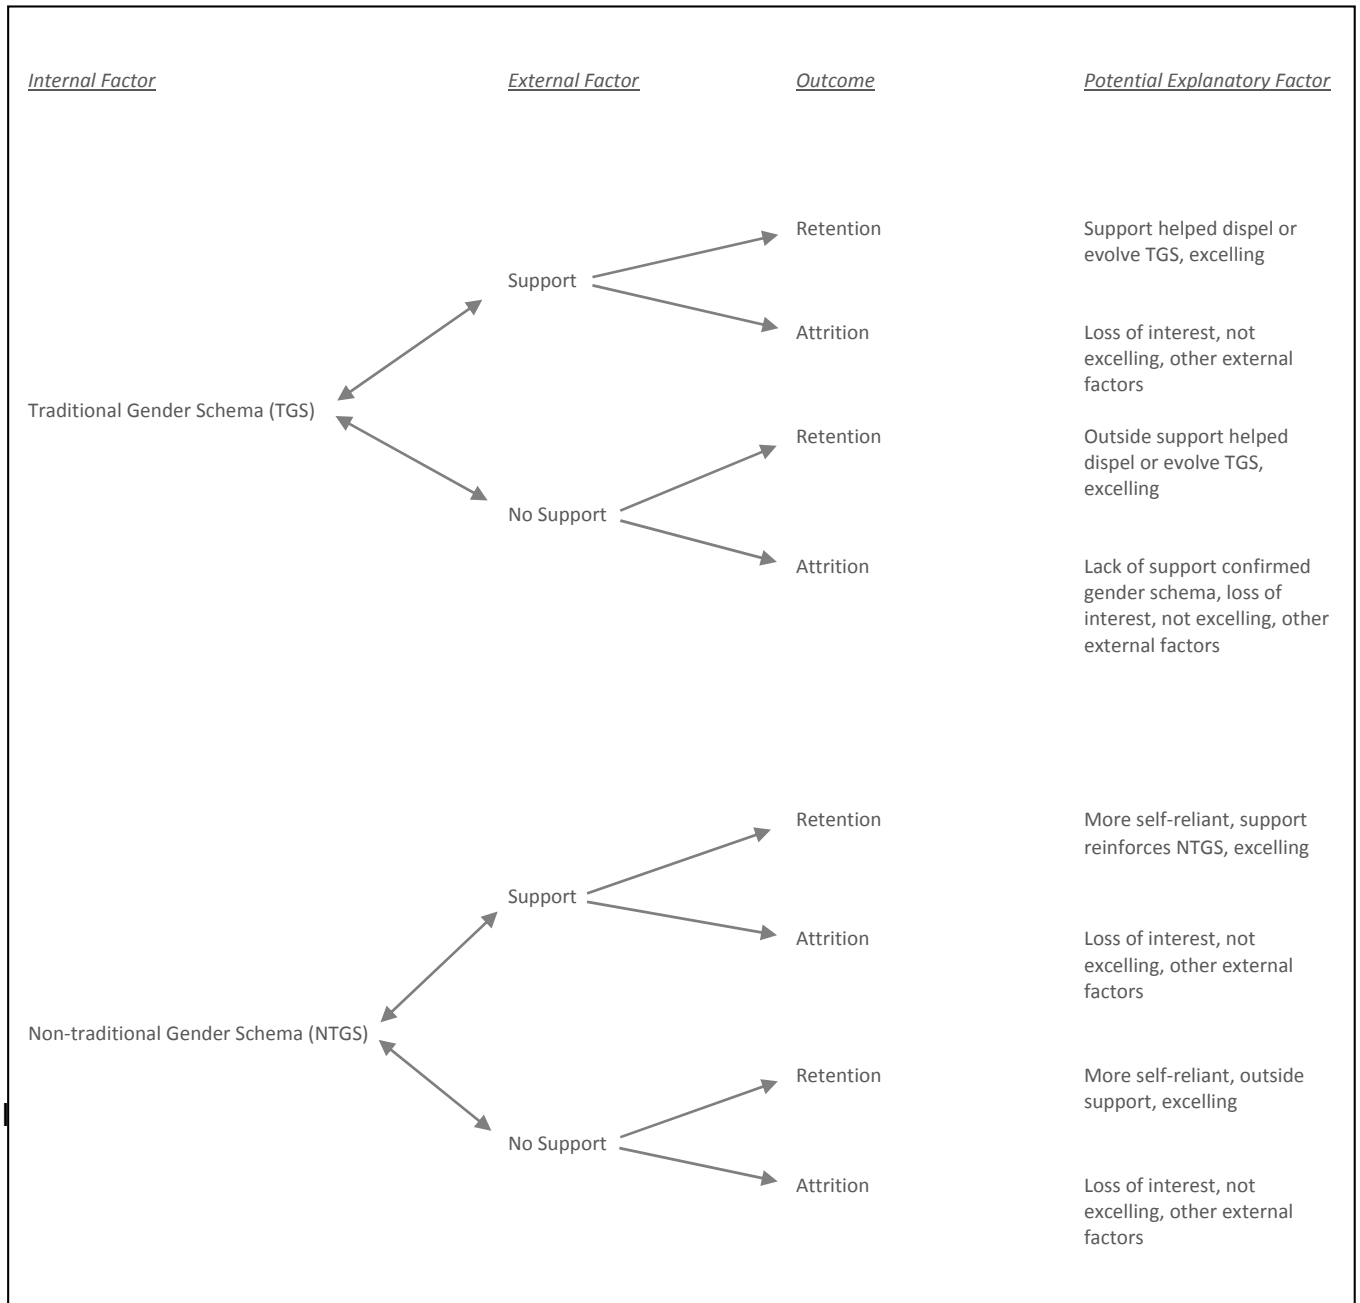 Internal Factor
External Factor
Outcome
Potential Explanatory Factor
Retention
Support helped dispel or
evolve TGS, excelling
Support
Attrition
Loss of interest, not
excelling, other external
factors
Traditional Gender Schema (TGS)
Retention
Outside support helped
dispel or evolve TGS,
excelling
No Support
Attrition
Lack of support confirmed
gender schema, loss of
interest, not excelling, other
external factors
Retention
More self-reliant, support
reinforces NTGS, excelling
Support
Attrition
Loss of interest, not
excelling, other external
factors
Non-traditional Gender Schema (NTGS)
Retention
More self-reliant, outside
support, excelling
No Support
Attrition
Loss of interest, not
excelling, other external
factors